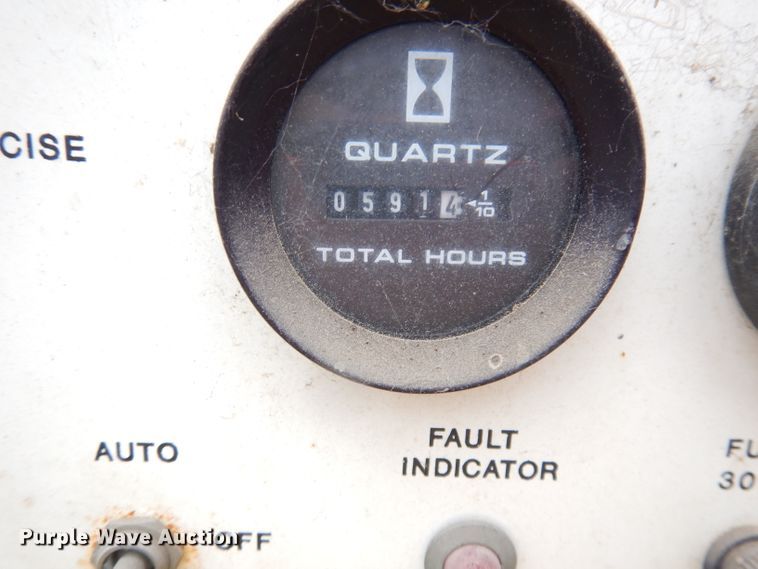 CISE
QUARTZ
05914 1/10
TOTAL HOURS
AUTO
FAULT
INDICATOR
FU
30
OFF
Purple Wave Auction